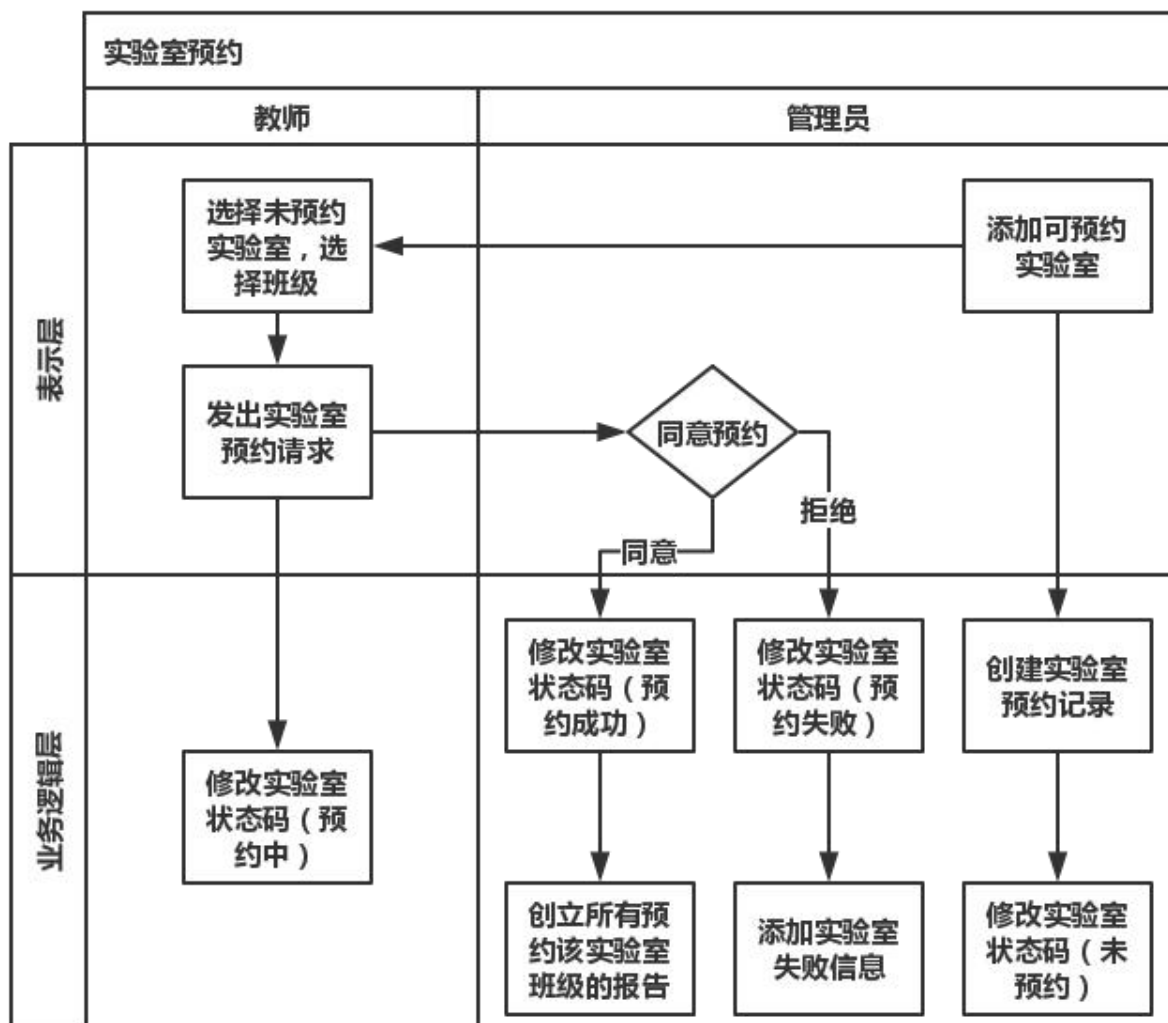 实验室预约
教师
管理员
表示层
选择未预约
实验室，选
择班级
添加可预约
实验室
发出实验室
预约请求
同意预约
拒绝
同意
业务逻辑层
修改实验室
状态码（预
约中）
修改实验室
状态码（预
约成功）
修改实验室
状态码（预
约失败）
创建实验室
预约记录
创立所有预
约该实验室
班级的报告
添加实验室
失败信息
修改实验室
状态码（未
预约）